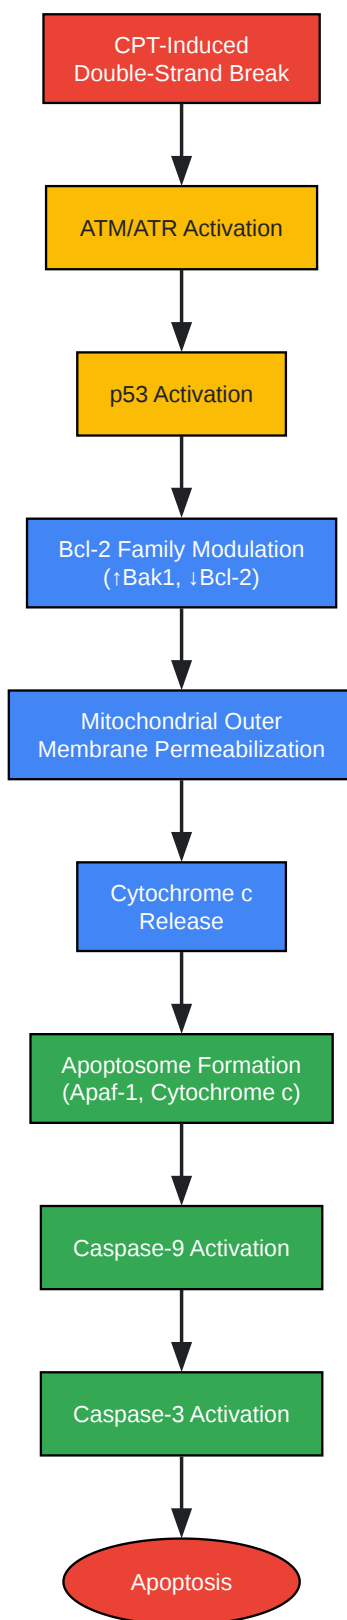 CPT-Induced
Double-Strand Break
ATM/ATR Activation
p53 Activation
Bcl-2 Family Modulation
(↑Bak1, ↓Bcl-2)
Mitochondrial Outer
Membrane Permeabilization
Cytochrome c
Release
Apoptosome Formation
(Apaf-1, Cytochrome c)
Caspase-9 Activation
Caspase-3 Activation
Apoptosis